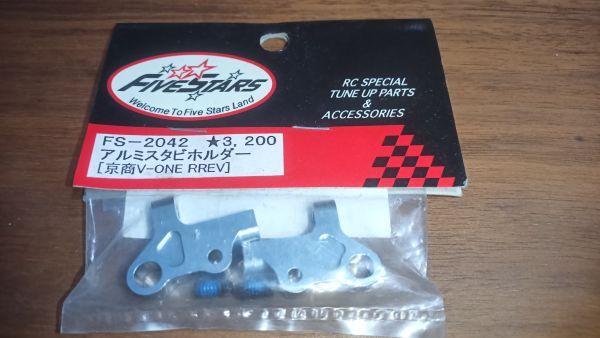 FIVESTARS
Welcome To Five Stars Land
RC SPECIAL
TUNE UP PARTS
&
ACCESSORIES
FS-2042 ★3,200
アルミスタビホルダー
[京商V-ONE RREV]